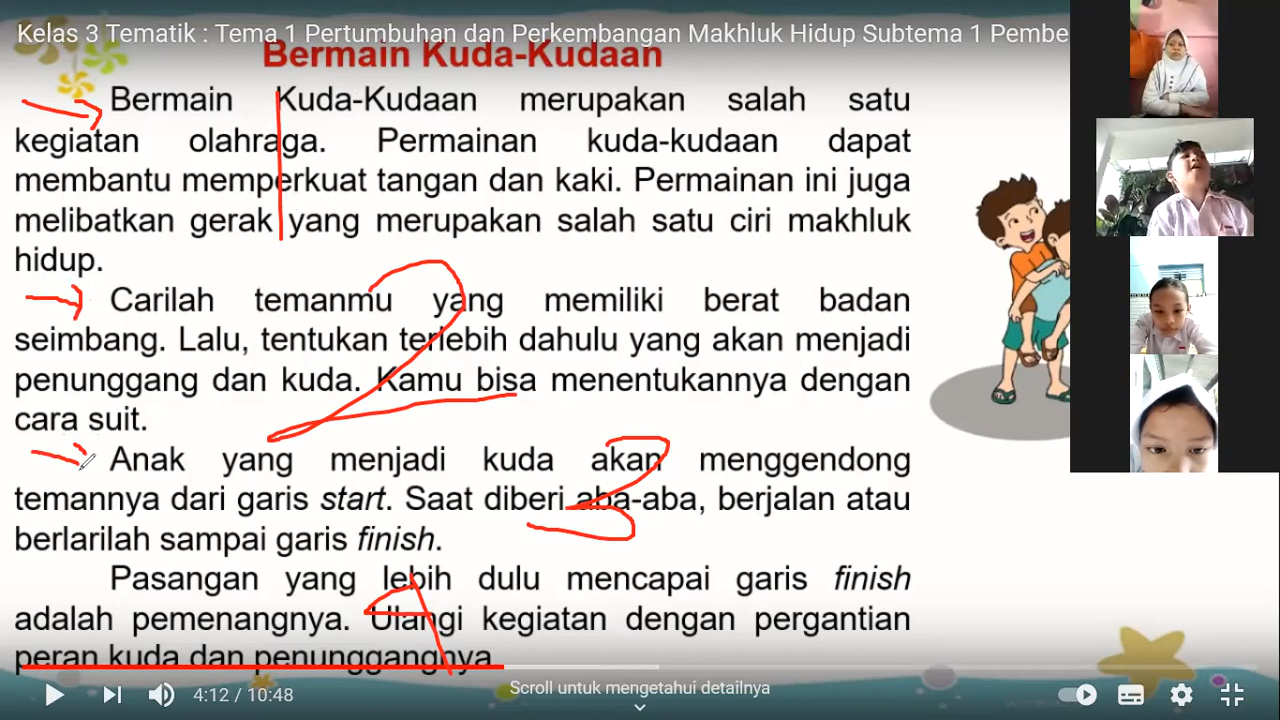 Kelas 3 Tematik : Tema 1 Pertumbuhan dan Perkembangan Makhluk Hidup Subtema 1 Pembe
Bermain Kuda-Kudaan
Bermain Kuda-Kudaan merupakan salah satu
kegiatan olahraga. Permainan kuda-kudaan dapat
membantu memperkuat tangan dan kaki. Permainan ini juga
melibatkan gerak yang merupakan salah satu ciri makhluk
hidup.
Carilah temanmu yang memiliki berat badan
seimbang. Lalu, tentukan terlebih dahulu yang akan menjadi
penunggang dan kuda. Kamu bisa menentukannya dengan
cara suit.
Anak yang menjadi kuda akan menggendong
temannya dari garis start. Saat diberi aba-aba, berjalan atau
berlarilah sampai garis finish.
Pasangan yang lebih dulu mencapai garis finish
adalah pemenangnya. Ulangi kegiatan dengan pergantian
peran kuda dan penunggangnya.
1
2
3
4
4:12 / 10:48
Scroll untuk mengetahui detailnya